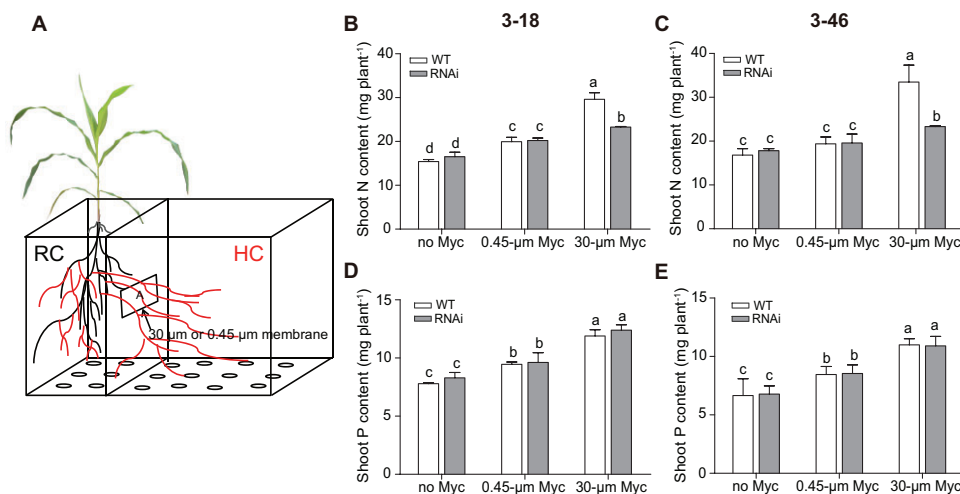 A
RC
HC
A
30 µm or 0.45 µm membrane
B
3-18
Shoot N content (mg plant⁻¹)
40
30
20
10
0
WT
RNAi
d d
c c
a
b
no Myc 0.45-µm Myc 30-µm Myc
C
3-46
Shoot N content (mg plant⁻¹)
40
30
20
10
0
WT
RNAi
c c
c c
a
b
no Myc 0.45-µm Myc 30-µm Myc
D
Shoot P content (mg plant⁻¹)
15
10
5
0
WT
RNAi
c c
b b
a a
no Myc 0.45-µm Myc 30-µm Myc
E
Shoot P content (mg plant⁻¹)
15
10
5
0
WT
RNAi
c c
b b
a a
no Myc 0.45-µm Myc 30-µm Myc